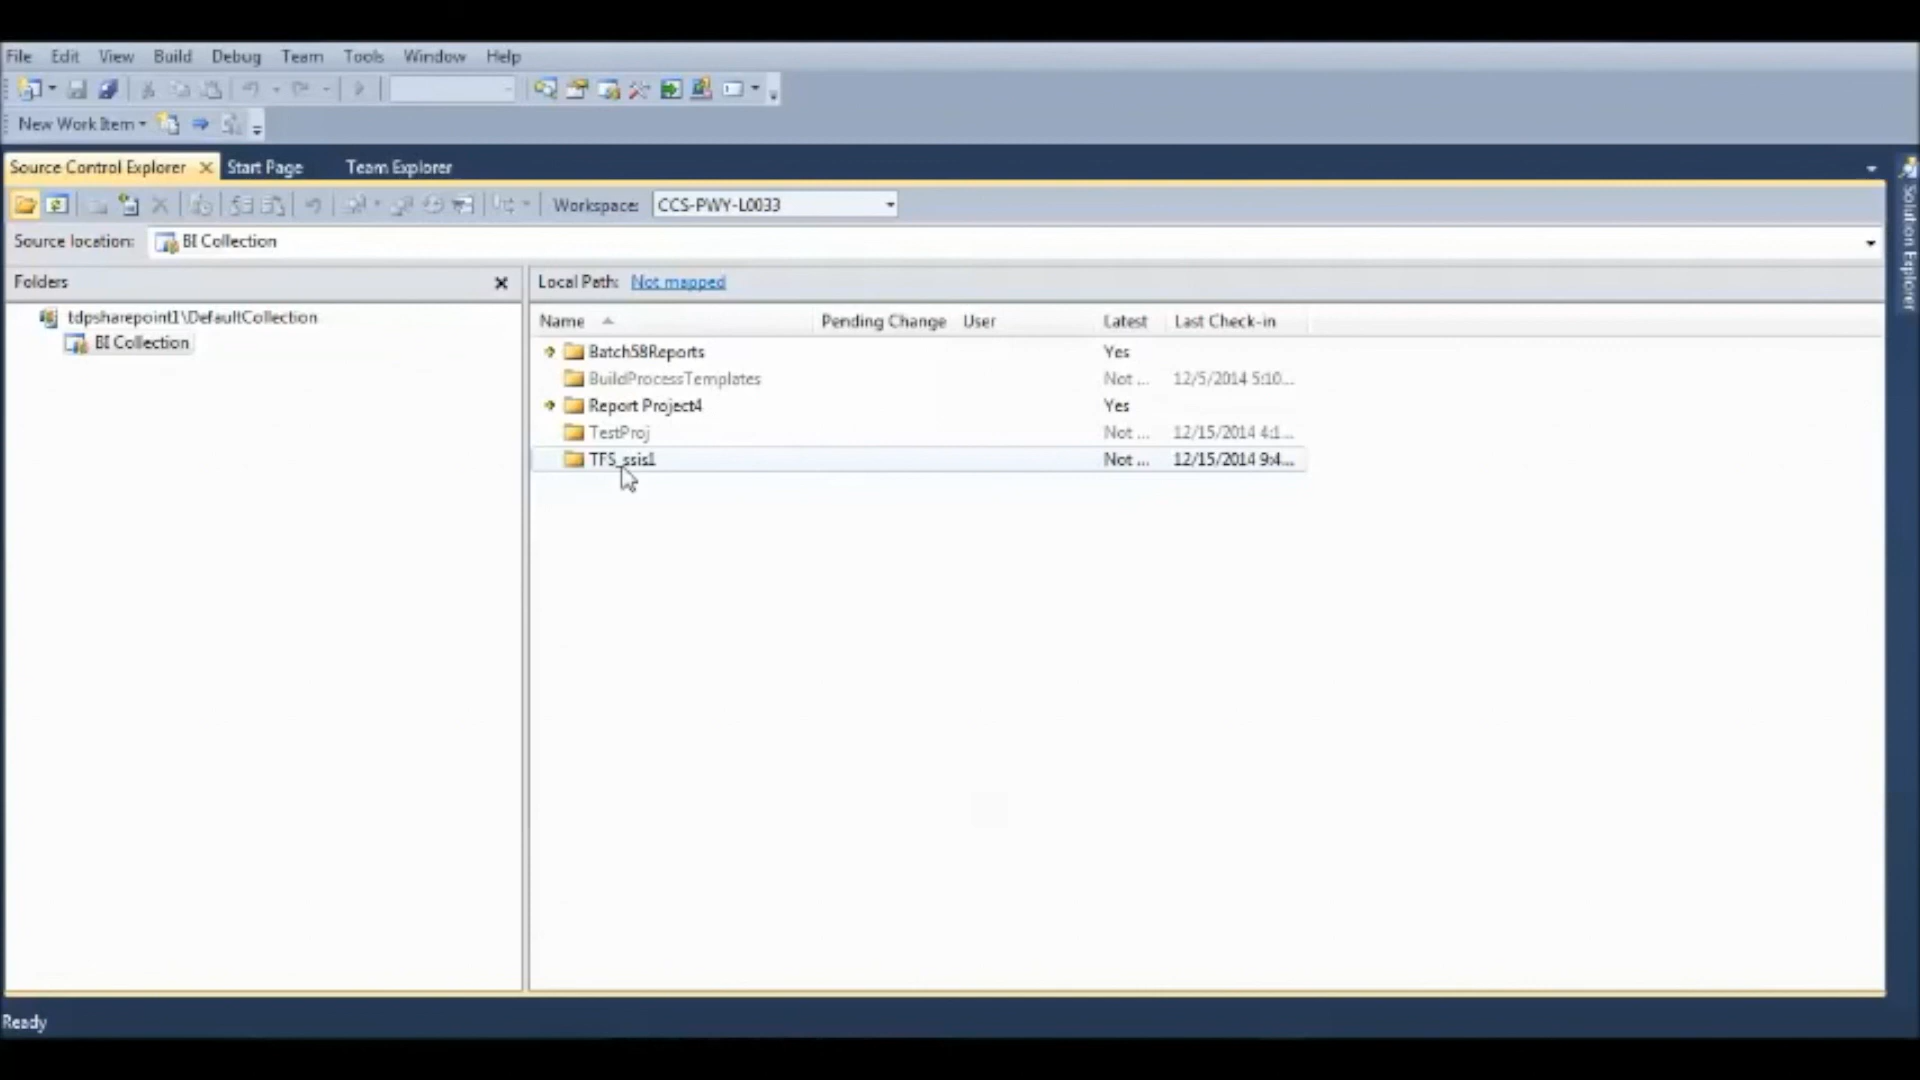 File Edit View Build Debug Team Tools Window Help
New Work Item
Source Control Explorer Start Page Team Explorer
Workspace: CCS-PWY-L0033
Source location: BI Collection
Folders
Local Path: Not mapped
tdpsharepoint1\DefaultCollection
BI Collection
Name Pending Change User Latest Last Check-in
Batch58Reports Yes
BuildProcessTemplates Not ... 12/5/2014 5:10...
Report Project4 Yes
TestProj Not ... 12/15/2014 4:1...
TFS_ssis1 Not ... 12/15/2014 9:4...
Solution Explorer
Ready